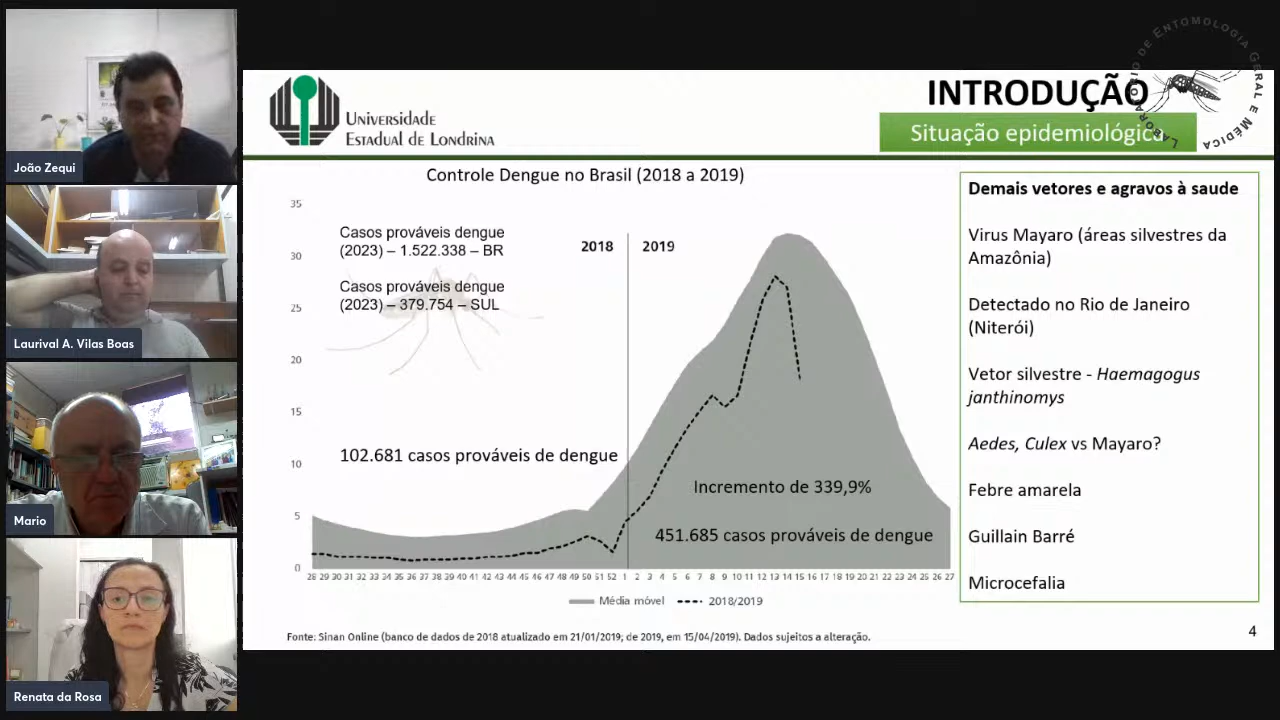 João Zequi
Laurival A. Vilas Boas
Mario
Renata da Rosa
Universidade
Estadual de Londrina
INTRODUÇÃO
Situação epidemiológica
LABORATÓRIO DE ENTOMOLOGIA GERAL E MÉDICA
Controle Dengue no Brasil (2018 a 2019)
35
30
25
20
15
10
5
0
Casos prováveis dengue
(2023) – 1.522.338 – BR
Casos prováveis dengue
(2023) – 379.754 – SUL
2018
2019
102.681 casos prováveis de dengue
Incremento de 339,9%
451.685 casos prováveis de dengue
28 29 30 31 32 33 34 35 36 37 38 39 40 41 42 43 44 45 46 47 48 49 50 51 52 1 2 3 4 5 6 7 8 9 10 11 12 13 14 15 16 17 18 19 20 21 22 23 24 25 26 27
Média móvel
2018/2019
Fonte: Sinan Online (banco de dados de 2018 atualizado em 21/01/2019; de 2019, em 15/04/2019). Dados sujeitos a alteração.
Demais vetores e agravos à saude
Virus Mayaro (áreas silvestres da
Amazônia)
Detectado no Rio de Janeiro
(Niterói)
Vetor silvestre - Haemagogus
janthinomys
Aedes, Culex vs Mayaro?
Febre amarela
Guillain Barré
Microcefalia
4